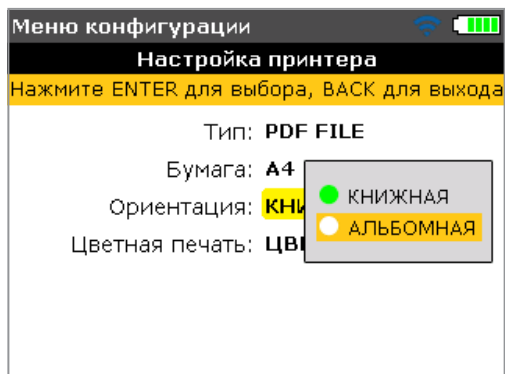 Меню конфигурации
Настройка принтера
Нажмите ENTER для выбора, BACK для выхода
Тип: PDF FILE
Бумага: A4
Ориентация:
КНИЖНАЯ
АЛЬБОМНАЯ
Цветная печать: